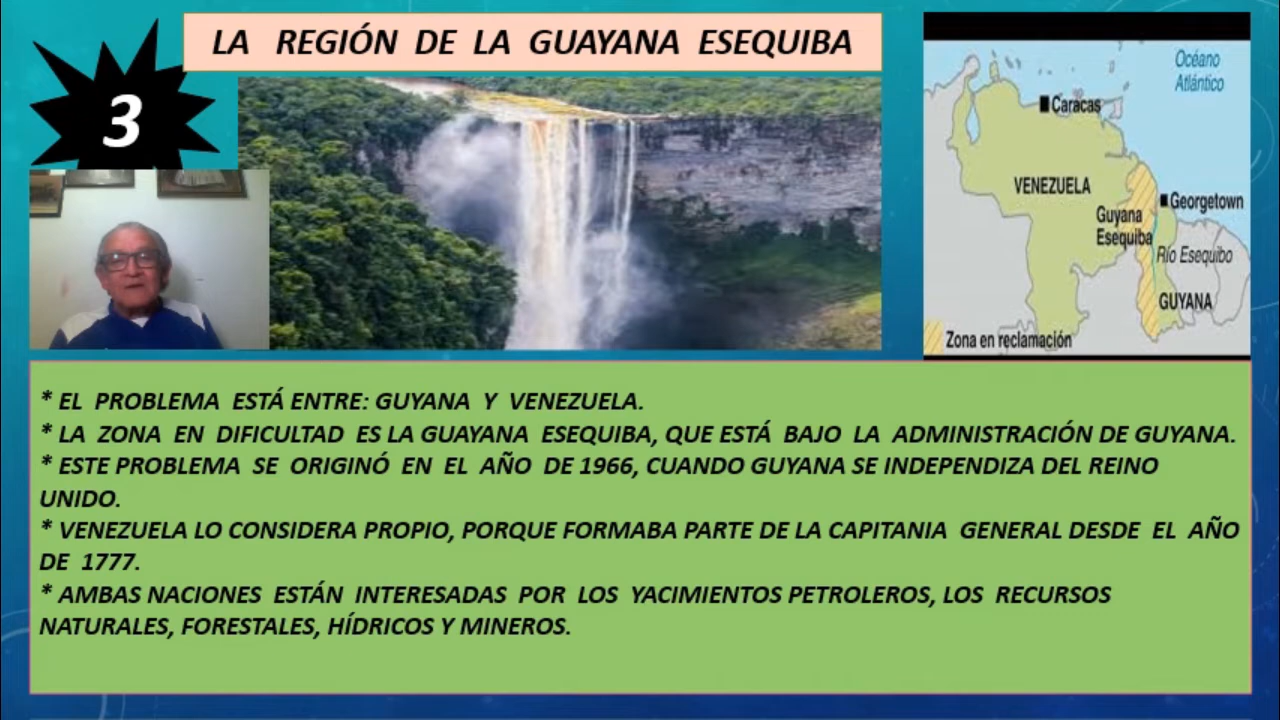 LA REGIÓN DE LA GUAYANA ESEQUIBA
3
Océano
Atlántico
Caracas
VENEZUELA
Georgetown
Guyana
Esequiba
Río Esequibo
GUYANA
Zona en reclamación
* EL PROBLEMA ESTÁ ENTRE: GUYANA Y VENEZUELA.
* LA ZONA EN DIFICULTAD ES LA GUAYANA ESEQUIBA, QUE ESTÁ BAJO LA ADMINISTRACIÓN DE GUYANA.
* ESTE PROBLEMA SE ORIGINÓ EN EL AÑO DE 1966, CUANDO GUYANA SE INDEPENDIZA DEL REINO
UNIDO.
* VENEZUELA LO CONSIDERA PROPIO, PORQUE FORMABA PARTE DE LA CAPITANIA GENERAL DESDE EL AÑO
DE 1777.
* AMBAS NACIONES ESTÁN INTERESADAS POR LOS YACIMIENTOS PETROLEROS, LOS RECURSOS
NATURALES, FORESTALES, HÍDRICOS Y MINEROS.